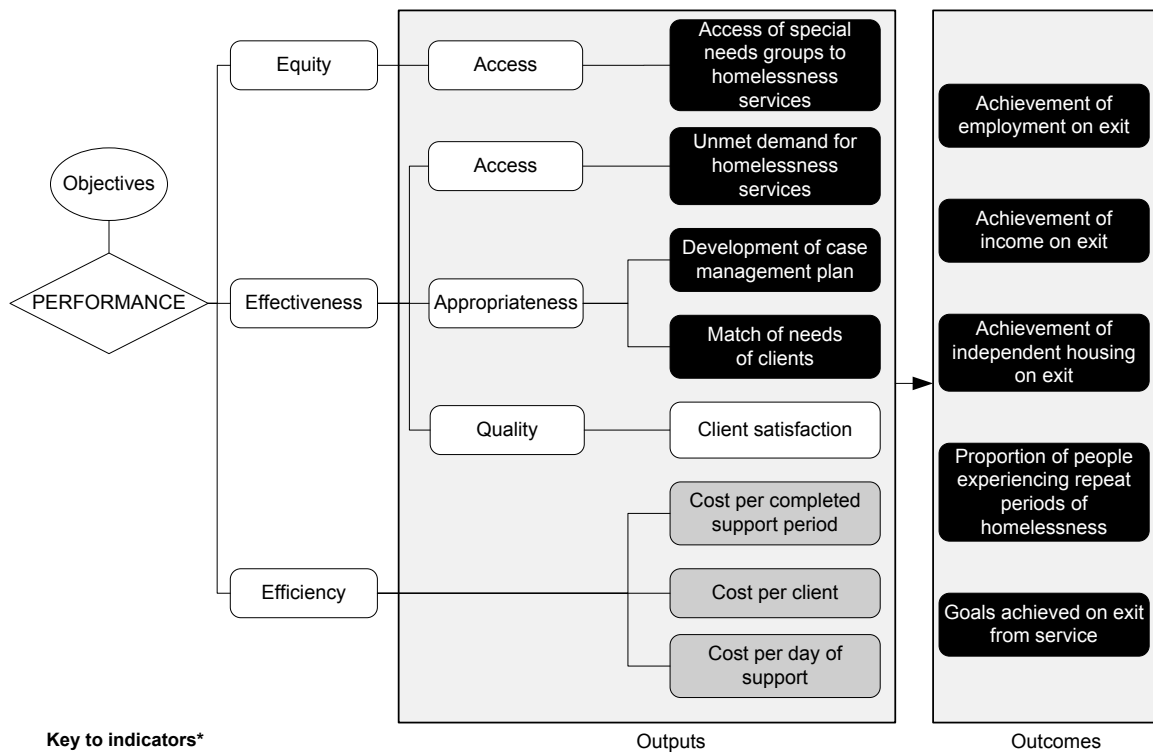 Objectives
PERFORMANCE
Equity
Effectiveness
Efficiency
Access
Access
Appropriateness
Quality
Access of special
needs groups to
homelessness
services
Unmet demand for
homelessness
services
Development of case
management plan
Match of needs
of clients
Client satisfaction
Cost per completed
support period
Cost per client
Cost per day of
support
Achievement of
employment on exit
Achievement of
income on exit
Achievement of
independent housing
on exit
Proportion of people
experiencing repeat
periods of
homelessness
Goals achieved on exit
from service
Key to indicators*
Outputs
Outcomes